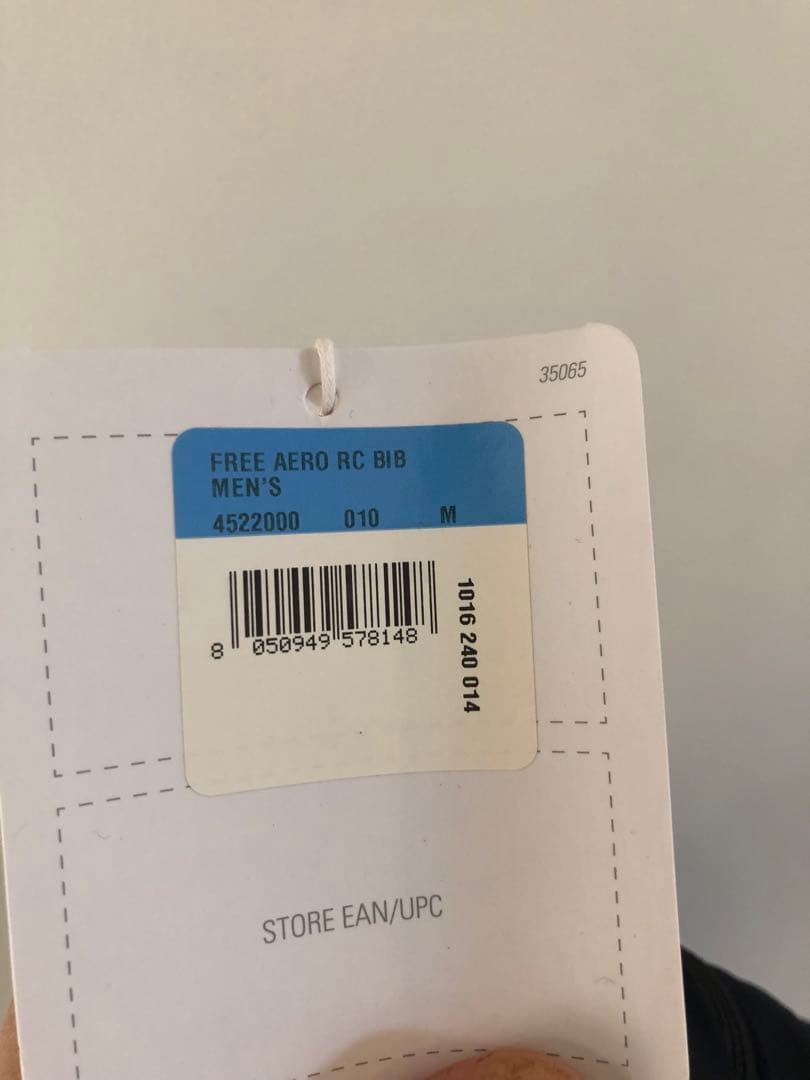 35065
FREE AERO RC BIB
MEN'S
4522000 010 M
8 050949 578148
1016 240 014
STORE EAN/UPC